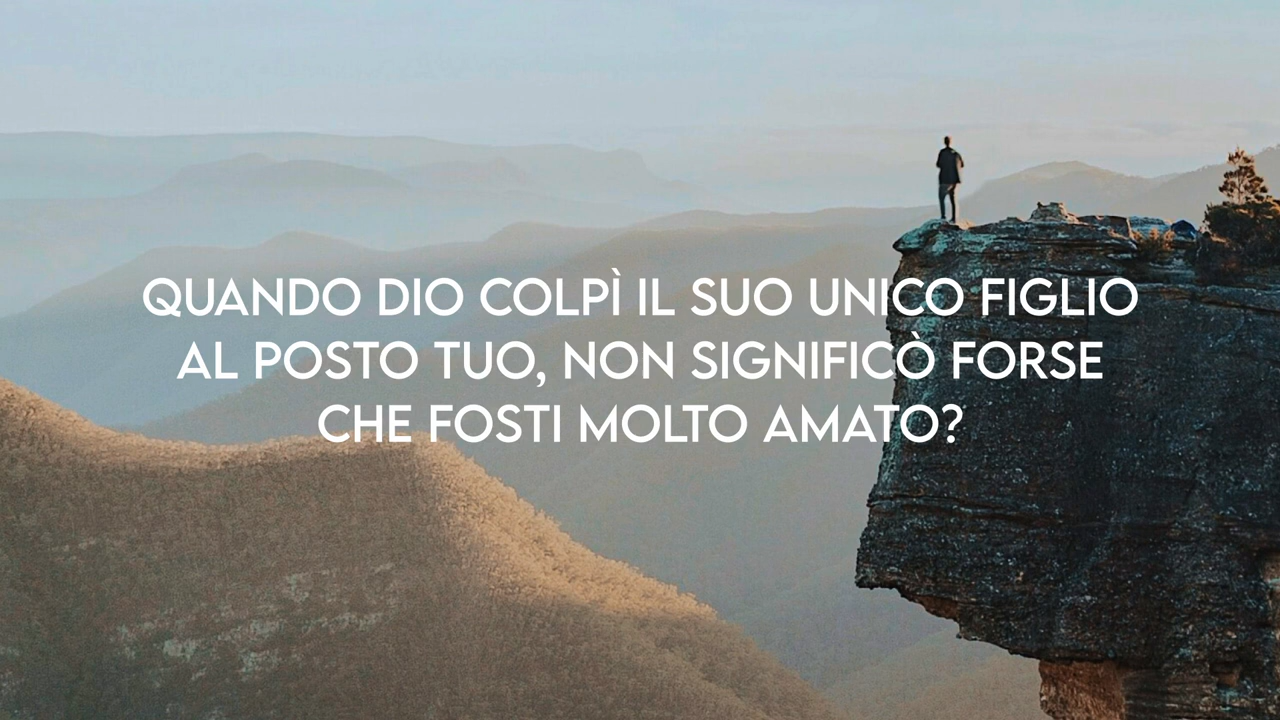 QUANDO DIO COLPÌ IL SUO UNICO FIGLIO
AL POSTO TUO, NON SIGNIFICÒ FORSE
CHE FOSTI MOLTO AMATO?